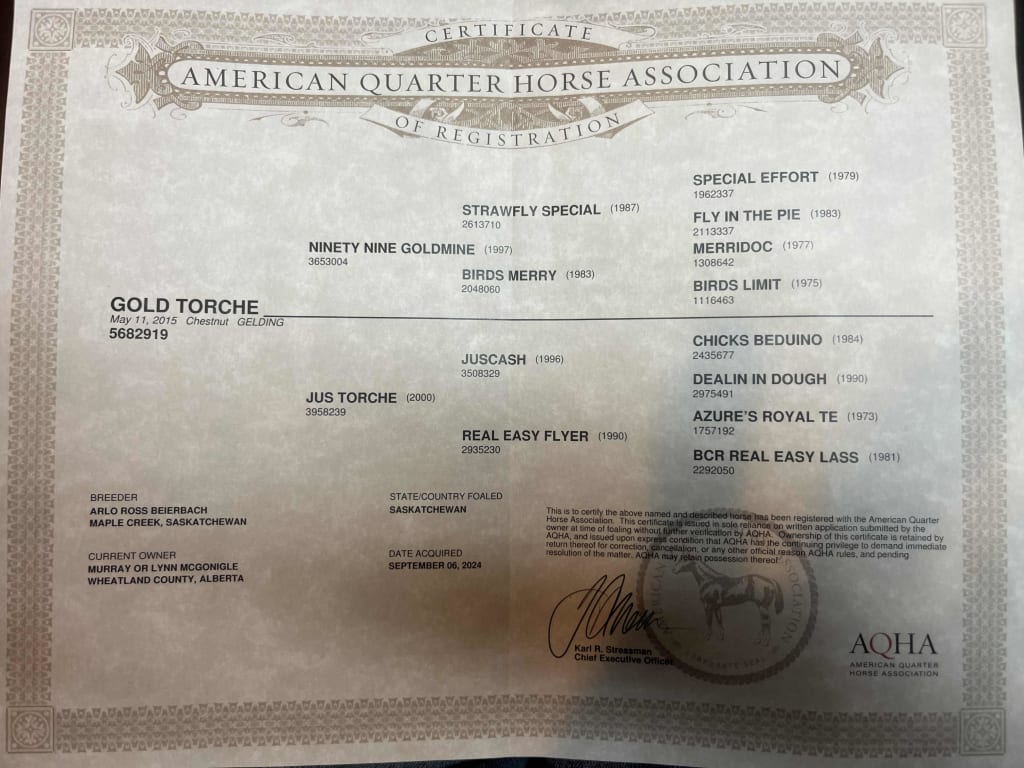 CERTIFICATE
AMERICAN QUARTER HORSE ASSOCIATION
OF REGISTRATION
SPECIAL EFFORT (1979)
1962337
STRAWFLY SPECIAL (1987)
2613710
FLY IN THE PIE (1983)
2113337
NINETY NINE GOLDMINE (1997)
3653004
MERRIDOC (1977)
1308642
BIRDS MERRY (1983)
2048060
BIRDS LIMIT (1975)
1116463
GOLD TORCHE
May 11, 2015 Chestnut GELDING
5682919
CHICKS BEDUINO (1984)
2435677
JUSCASH (1996)
3508329
DEALIN IN DOUGH (1990)
2975491
JUS TORCHE (2000)
3958239
AZURE'S ROYAL TE (1973)
1757192
REAL EASY FLYER (1990)
2935230
BCR REAL EASY LASS (1981)
2292050
BREEDER
ARLO ROSS BEIERBACH
MAPLE CREEK, SASKATCHEWAN
STATE/COUNTRY FOALED
SASKATCHEWAN
CURRENT OWNER
MURRAY OR LYNN MCGONIGLE
WHEATLAND COUNTY, ALBERTA
DATE ACQUIRED
SEPTEMBER 06, 2024
This is to certify the above named and described horse has been registered with the American Quarter
Horse Association. This certificate is issued in sole reliance on written application submitted by the
owner at time of foaling without further verification by AQHA. Ownership of this certificate is retained by
AQHA, and issued upon express condition that AQHA has the continuing privilege to demand immediate
return thereof for correction, cancellation, or any other official reason, AQHA rules, and pending
resolution of the matter, AQHA may retain possession thereof.
Karl R. Stressman
Chief Executive Officer
AMERICAN QUARTER HORSE ASSOCIATION
CORPORATE SEAL
AQHA
AMERICAN QUARTER
HORSE ASSOCIATION